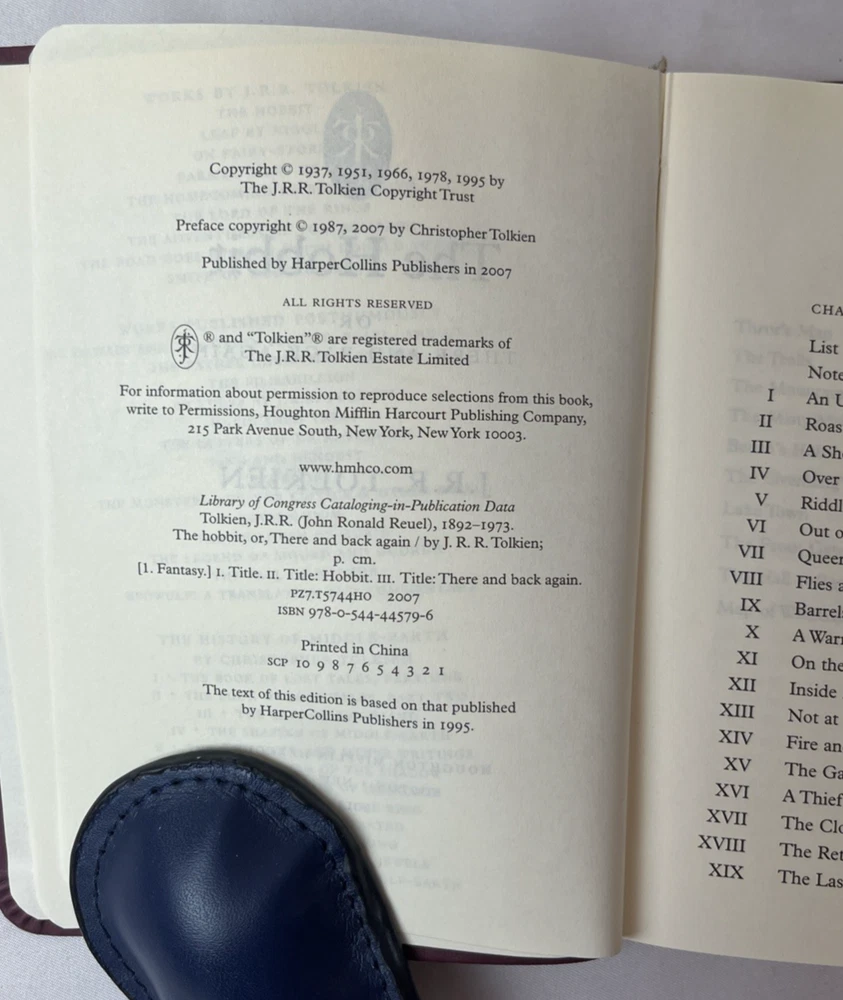 Copyright © 1937, 1951, 1966, 1978, 1995 by
The J.R.R. Tolkien Copyright Trust
Preface copyright © 1987, 2007 by Christopher Tolkien
Published by HarperCollins Publishers in 2007
ALL RIGHTS RESERVED
® and “Tolkien”® are registered trademarks of
The J.R.R. Tolkien Estate Limited
For information about permission to reproduce selections from this book,
write to Permissions, Houghton Mifflin Harcourt Publishing Company,
215 Park Avenue South, New York, New York 10003.
www.hmhco.com
Library of Congress Cataloging-in-Publication Data
Tolkien, J.R.R. (John Ronald Reuel), 1892–1973.
The hobbit, or, There and back again / by J. R. R. Tolkien;
p. cm.
[1. Fantasy.] I. Title. II. Title: Hobbit. III. Title: There and back again.
PZ7.T5744HO 2007
ISBN 978-0-544-44579-6
Printed in China
SCP 10 9 8 7 6 5 4 3 2 1
The text of this edition is based on that published
by HarperCollins Publishers in 1995.
CHA
List
Note
I An U
II Roas
III A Sh
IV Over
V Riddl
VI Out o
VII Queer
VIII Flies a
IX Barrel
X A War
XI On the
XII Inside
XIII Not at
XIV Fire an
XV The Ga
XVI A Thief
XVII The Clo
XVIII The Ret
XIX The Las